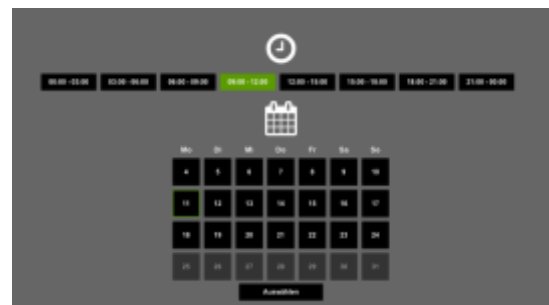 00:00 - 03:00 03:00 - 06:00 06:00 - 09:00 09:00 - 12:00 12:00 - 15:00 15:00 - 18:00 18:00 - 21:00 21:00 - 00:00
Mo Di Mi Do Fr Sa So
4 5 6 7 8 9 10
11 12 13 14 15 16 17
18 19 20 21 22 23 24
25 26 27 28 29 30 31
Auswählen